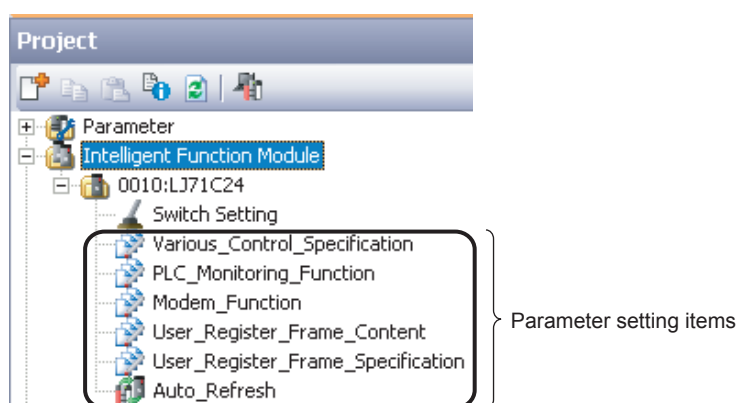 Project
Parameter
Intelligent Function Module
0010:LJ71C24
Switch Setting
Various_Control_Specification
PLC_Monitoring_Function
Modem_Function
User_Register_Frame_Content
User_Register_Frame_Specification
Auto_Refresh
Parameter setting items